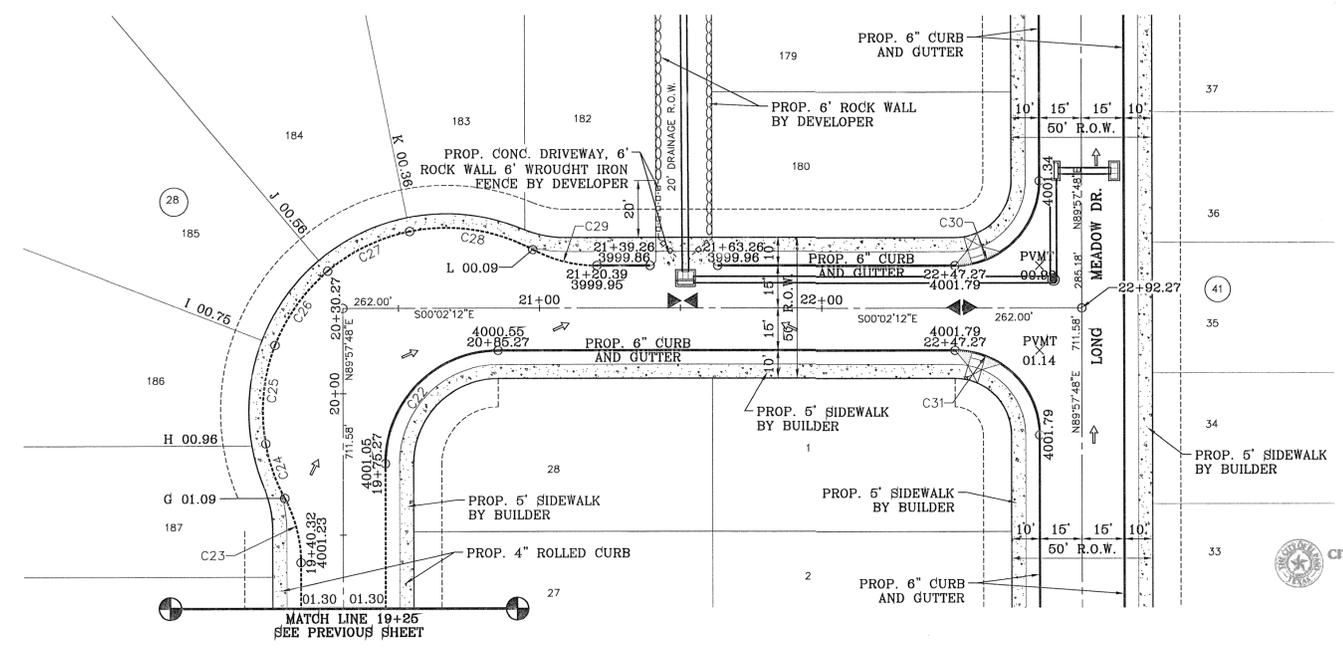 PROP. 6" CURB
AND GUTTER
179
37
184
183
182
PROP. 6' ROCK WALL
BY DEVELOPER
20' DRAINAGE R.O.W.
10' 15' 15' 10'
50' R.O.W.
K 00.36
PROP. CONC. DRIVEWAY, 6'
ROCK WALL 6' WROUGHT IRON
FENCE BY DEVELOPER
180
4001.34
N89°57'48"E
28
J 00.56
185
20'
C29
C30
36
MEADOW DR.
C28
C27
L 00.09
21+39.26
3999.86
21+63.26
3999.96
10'
PROP. 6" CURB
AND GUTTER
PVMT
285.18'
21+20.39
3999.95
22+47.27
4001.79
22+92.27
41
I 00.75
C26
20+30.27
262.00'
21+00
15'
50' R.O.W.
22+00
S00°02'12"E
S00°02'12"E
262.00'
35
N89°57'48"E
4000.55
20+85.27
15'
4001.79
22+47.27
PVMT
01.14
711.58'
LONG
PROP. 6" CURB
AND GUTTER
10'
186
C25
20+00
C22
PROP. 5' SIDEWALK
BY BUILDER
C31
N89°57'48"E
34
H 00.96
711.58'
4001.05
19+75.27
4001.79
1
PROP. 5' SIDEWALK
BY BUILDER
C24
28
G 01.09
PROP. 5' SIDEWALK
BY BUILDER
PROP. 5' SIDEWALK
BY BUILDER
187
19+40.32
4001.23
C23
10' 15' 15' 10'
50' R.O.W.
33
PROP. 4" ROLLED CURB
2
PROP. 6" CURB
AND GUTTER
27
01.30 01.30
MATCH LINE 19+25
SEE PREVIOUS SHEET
THE CITY OF EL PASO
TEXAS